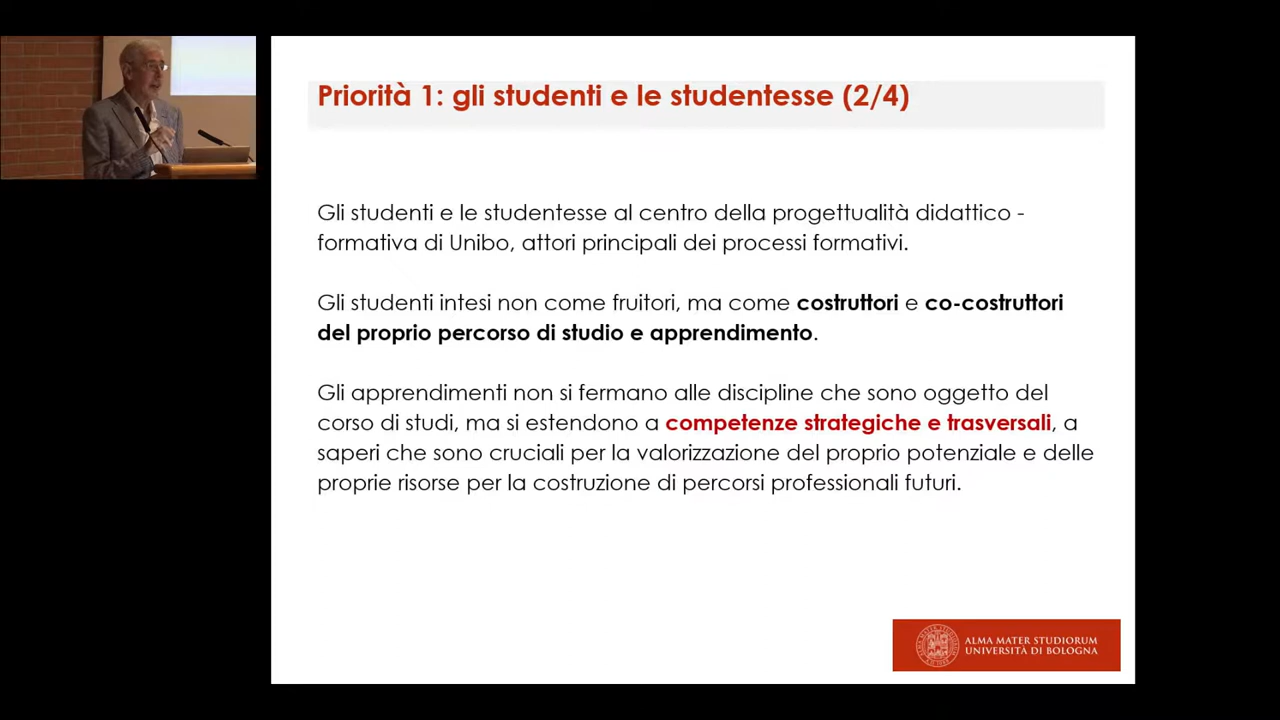 Priorità 1: gli studenti e le studentesse (2/4)
Gli studenti e le studentesse al centro della progettualità didattico -
formativa di Unibo, attori principali dei processi formativi.
Gli studenti intesi non come fruitori, ma come costruttori e co-costruttori
del proprio percorso di studio e apprendimento.
Gli apprendimenti non si fermano alle discipline che sono oggetto del
corso di studi, ma si estendono a competenze strategiche e trasversali, a
saperi che sono cruciali per la valorizzazione del proprio potenziale e delle
proprie risorse per la costruzione di percorsi professionali futuri.
ALMA MATER STUDIORUM
UNIVERSITÀ DI BOLOGNA